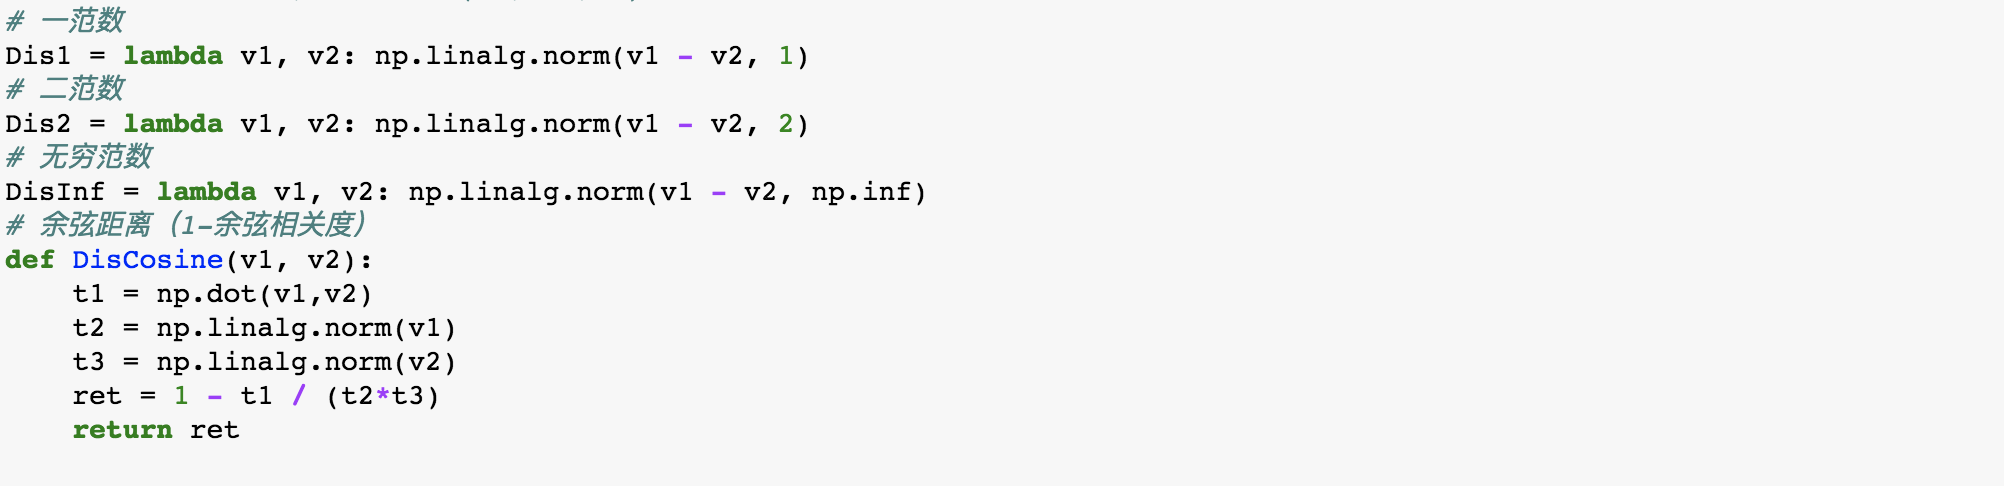 # 一范数
Dis1 = lambda v1, v2: np.linalg.norm(v1 - v2, 1)
# 二范数
Dis2 = lambda v1, v2: np.linalg.norm(v1 - v2, 2)
# 无穷范数
DisInf = lambda v1, v2: np.linalg.norm(v1 - v2, np.inf)
# 余弦距离（1-余弦相关度）
def DisCosine(v1, v2):
    t1 = np.dot(v1,v2)
    t2 = np.linalg.norm(v1)
    t3 = np.linalg.norm(v2)
    ret = 1 - t1 / (t2*t3)
    return ret